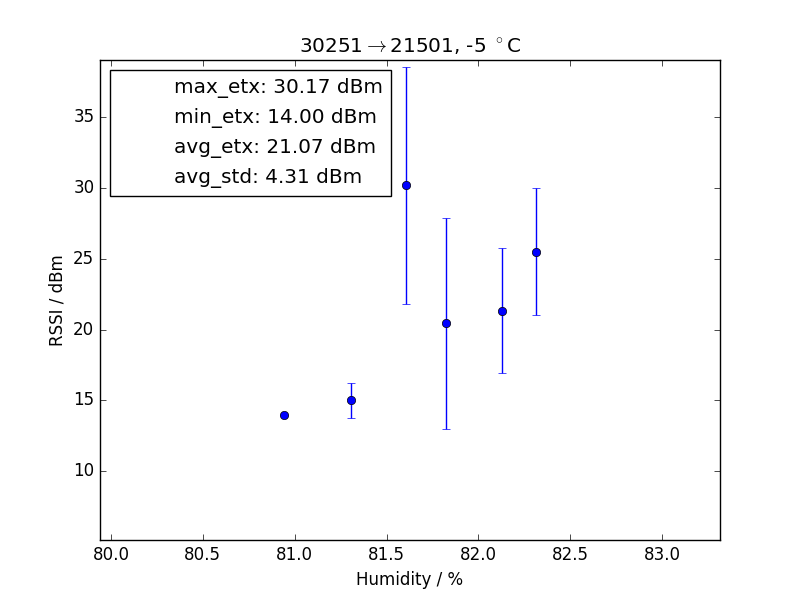 30251→21501, -5 °C
max_etx: 30.17 dBm
min_etx: 14.00 dBm
avg_etx: 21.07 dBm
avg_std: 4.31 dBm
RSSI / dBm
35
30
25
20
15
10
80.0 80.5 81.0 81.5 82.0 82.5 83.0
Humidity / %